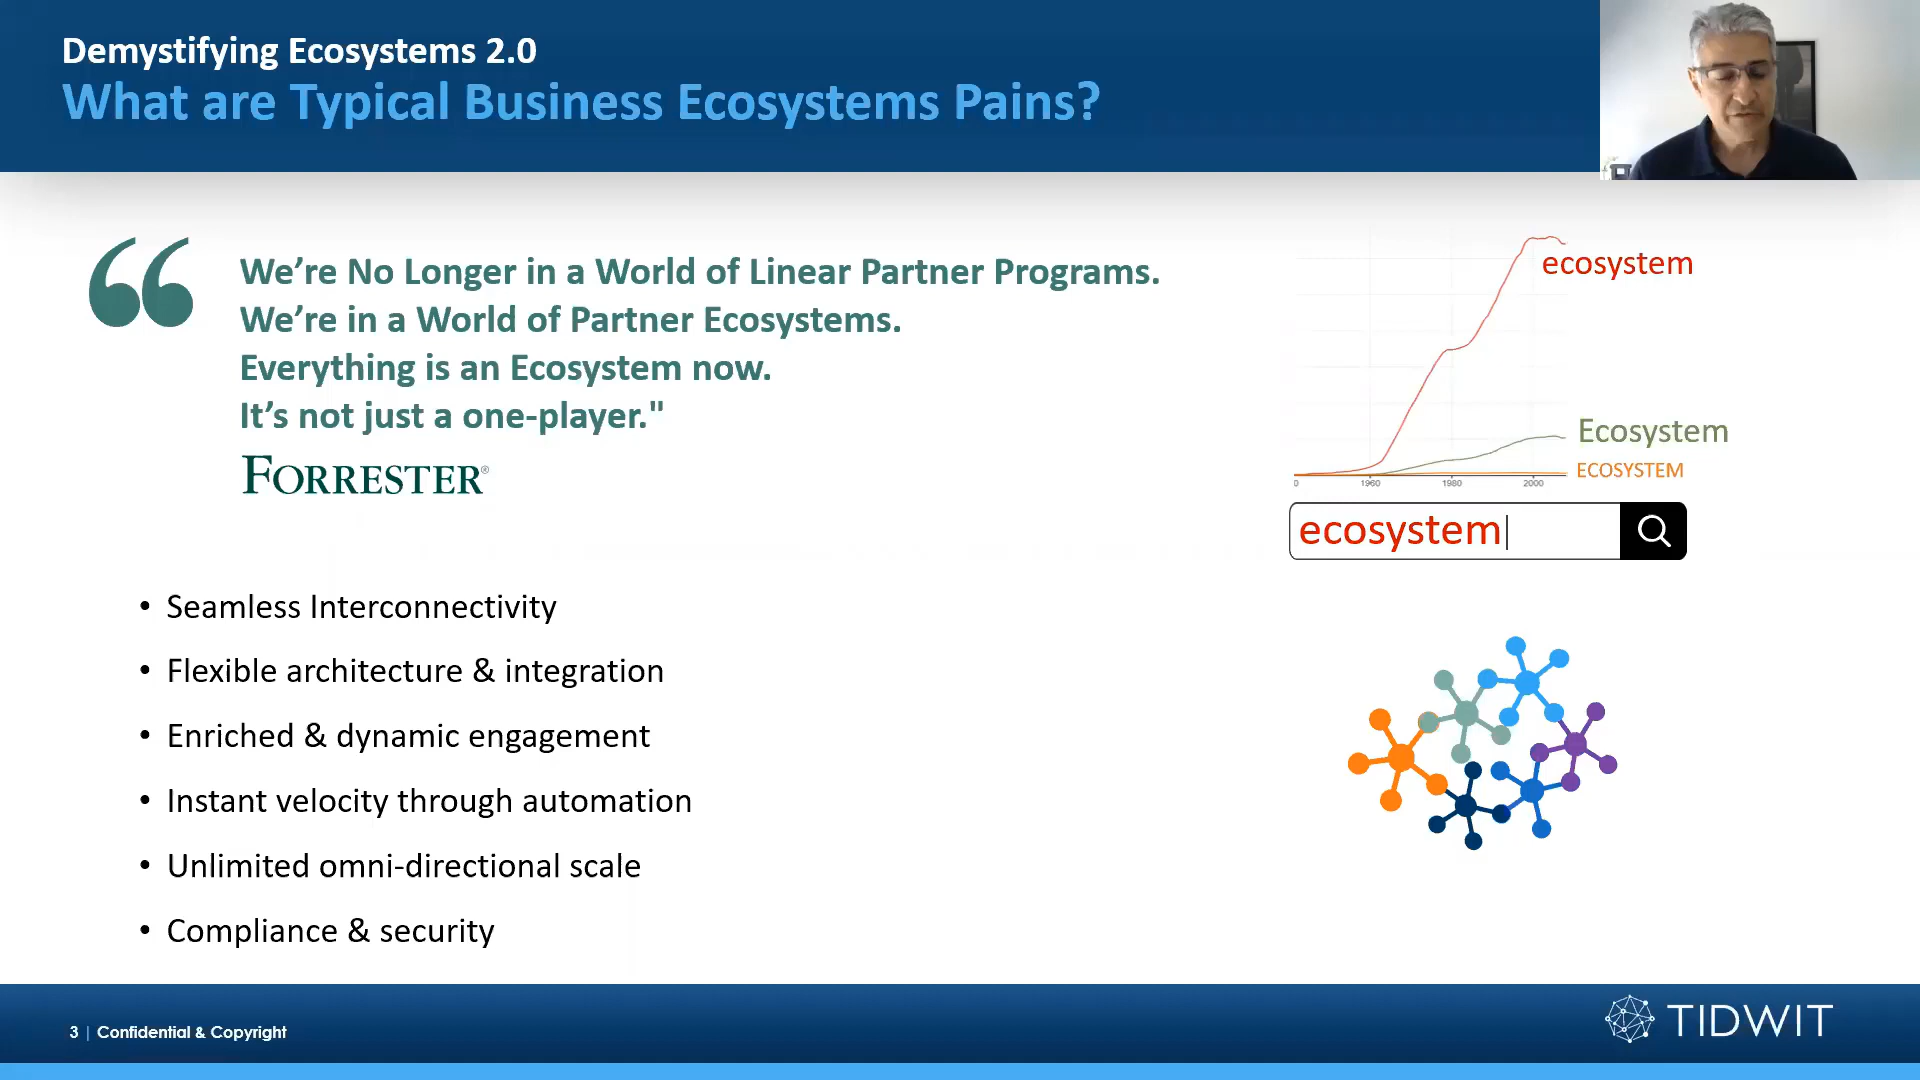 Demystifying Ecosystems 2.0
What are Typical Business Ecosystems Pains?
“
We’re No Longer in a World of Linear Partner Programs.
We’re in a World of Partner Ecosystems.
Everything is an Ecosystem now.
It’s not just a one-player."
FORRESTER®
ecosystem
Ecosystem
ECOSYSTEM
0 1960 1980 2000
ecosystem
• Seamless Interconnectivity
• Flexible architecture & integration
• Enriched & dynamic engagement
• Instant velocity through automation
• Unlimited omni-directional scale
• Compliance & security
3 | Confidential & Copyright
TIDWIT